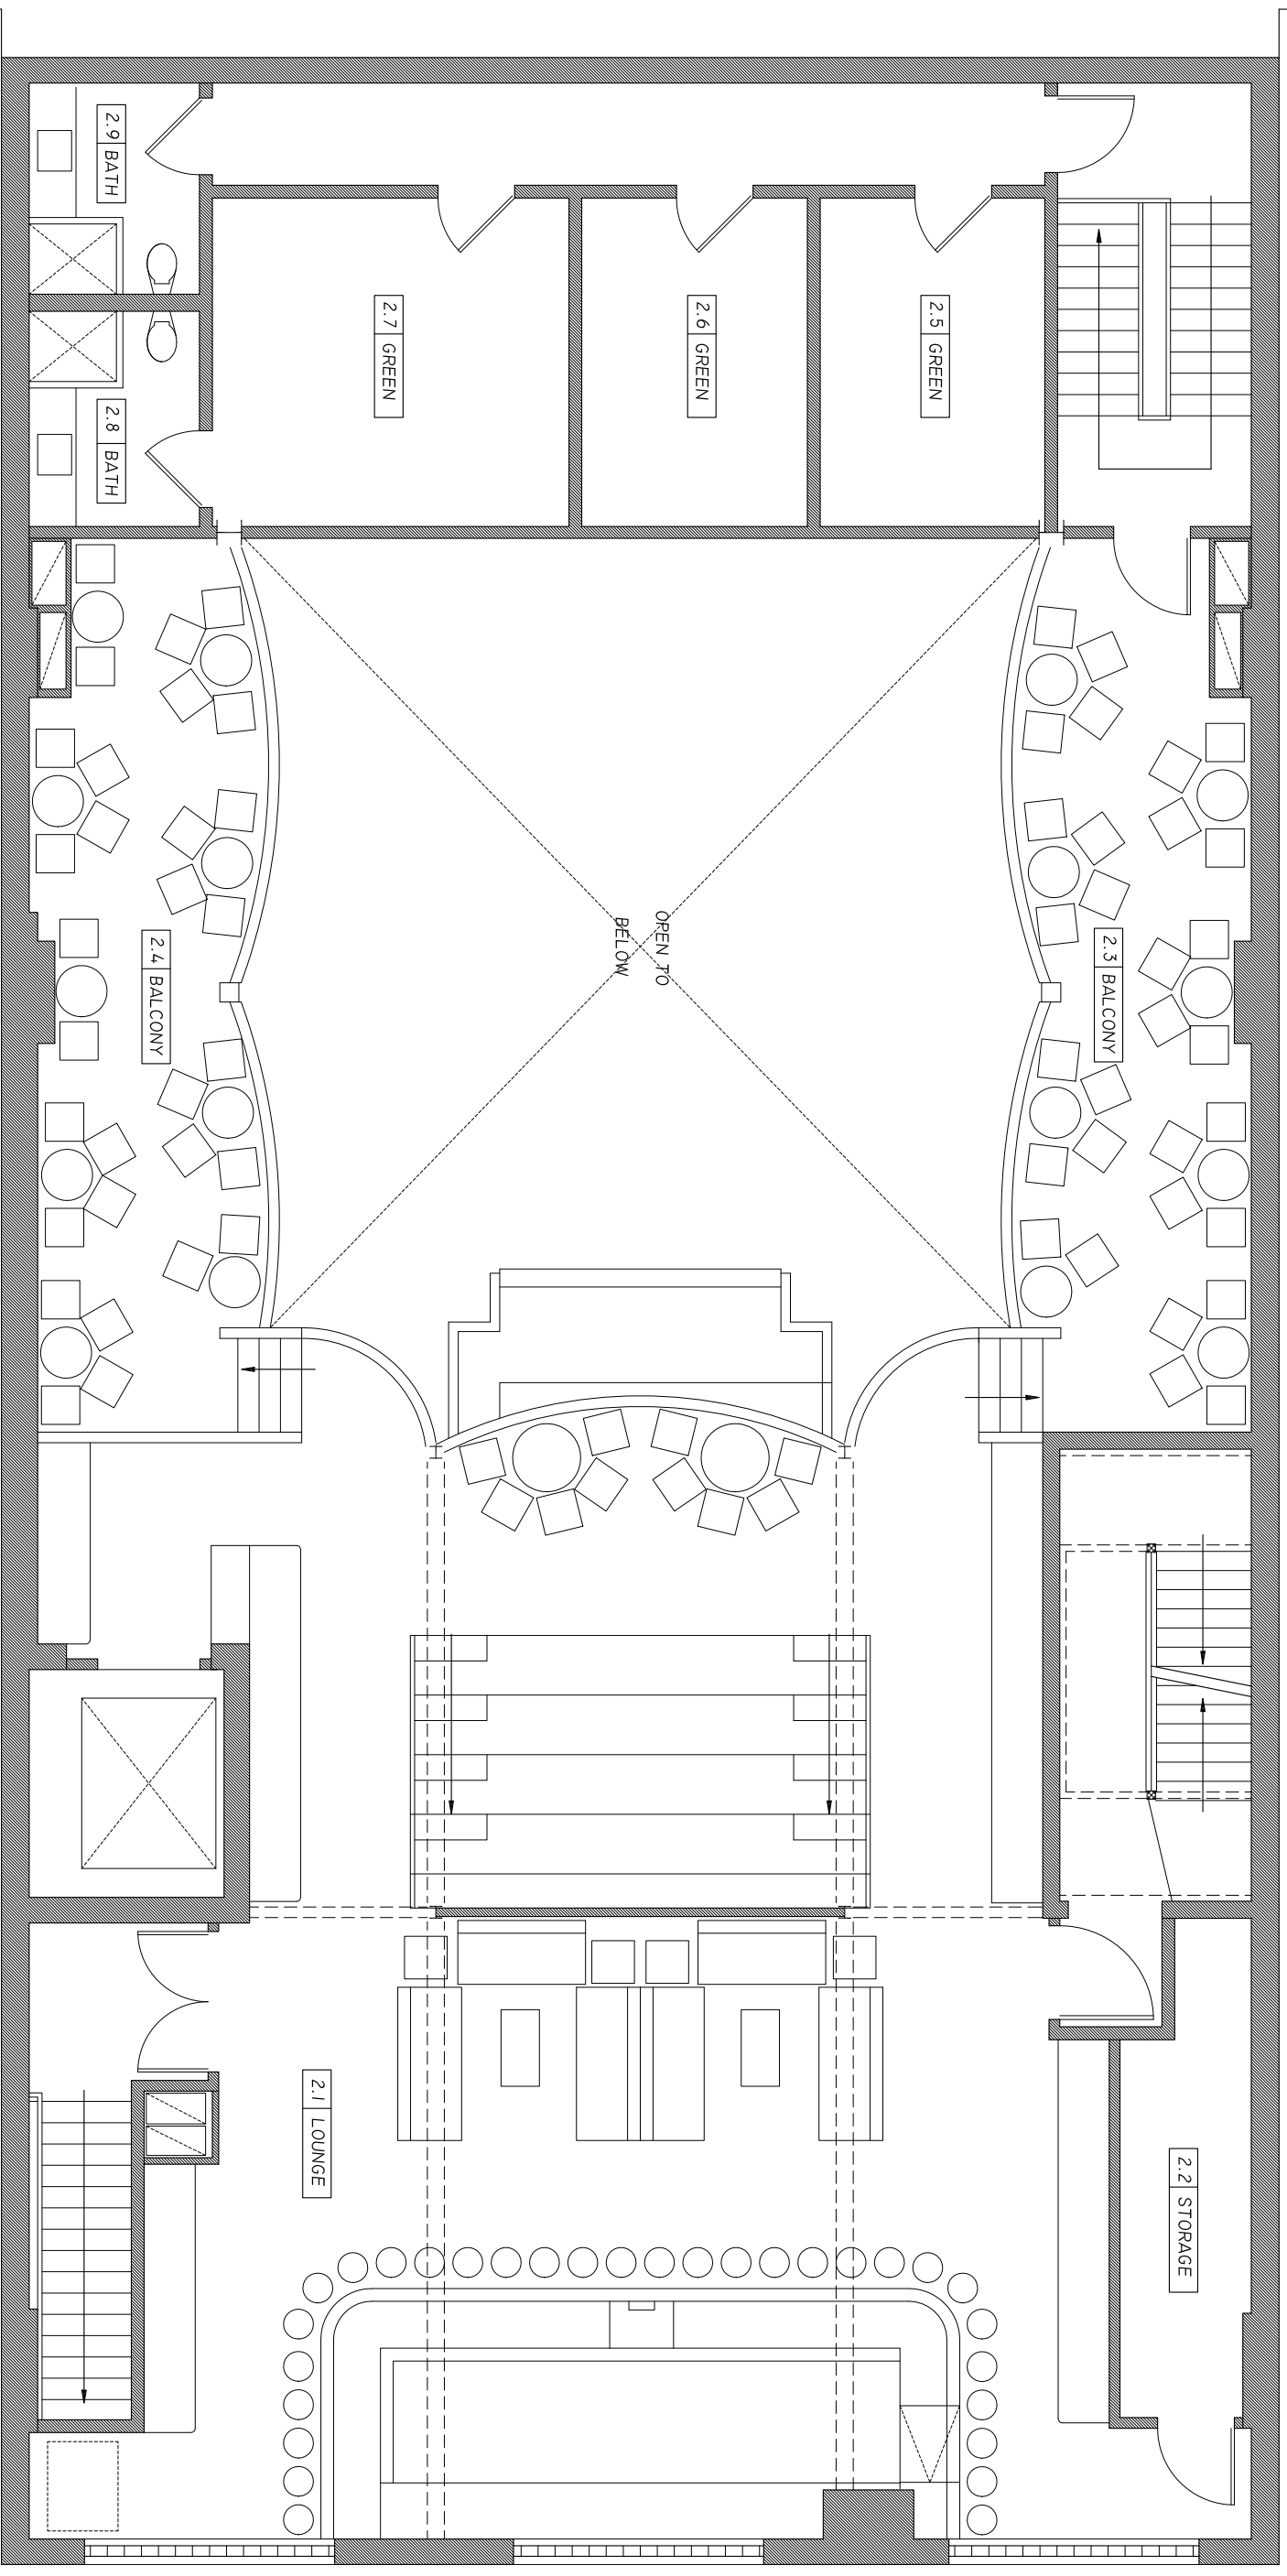 2.9 BATH
2.8 BATH
2.7 GREEN
2.6 GREEN
2.5 GREEN
OPEN TO
BELOW
2.4 BALCONY
2.3 BALCONY
2.1 LOUNGE
2.2 STORAGE